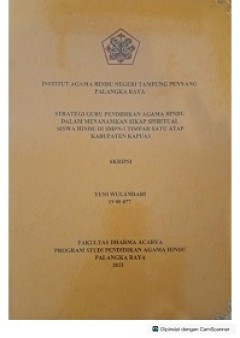 INSTITUT AGAMA HINDU NEGERI TAMPUNG PENYANG
PALANGKA RAYA
STRATEGI GURU PENDIDIKAN AGAMA HINDU
DALAM MENANAMKAN SIKAP SPIRITUAL
SISWA HINDU DI SMPN-1 TIMPAH SATU ATAP
KABUPATEN KAPUAS
SKRIPSI
YUNI WULANDARI
FAKULTAS DHARMA ACARYA
PROGRAM STUDI PENDIDIKAN AGAMA HINDU
PALANGKA RAYA
2023
Dipindai dengan CamScanner